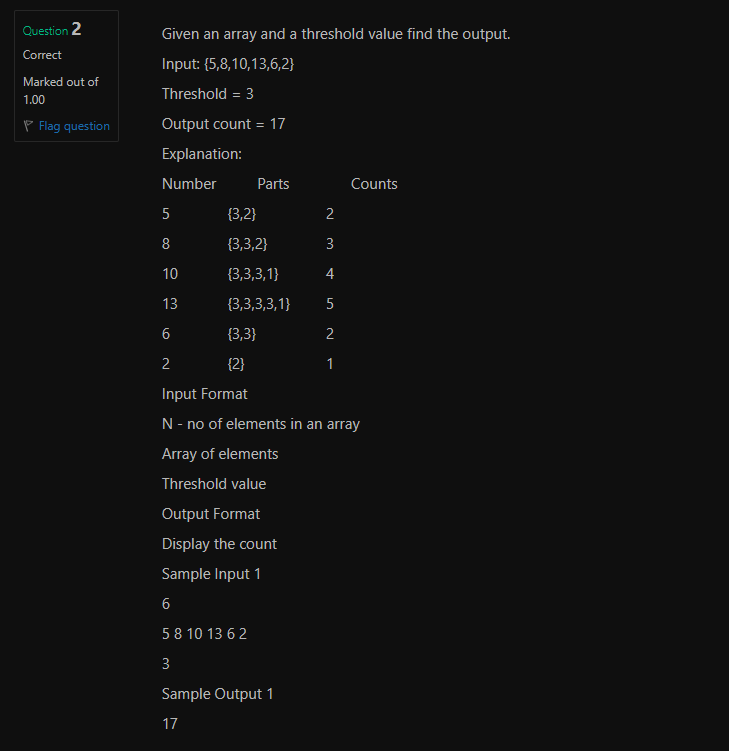 Question 2
Correct
Marked out of
1.00
Flag question
Given an array and a threshold value find the output.
Input: {5,8,10,13,6,2}
Threshold = 3
Output count = 17
Explanation:
Number Parts Counts
5 {3,2} 2
8 {3,3,2} 3
10 {3,3,3,1} 4
13 {3,3,3,3,1} 5
6 {3,3} 2
2 {2} 1
Input Format
N - no of elements in an array
Array of elements
Threshold value
Output Format
Display the count
Sample Input 1
6
5 8 10 13 6 2
3
Sample Output 1
17